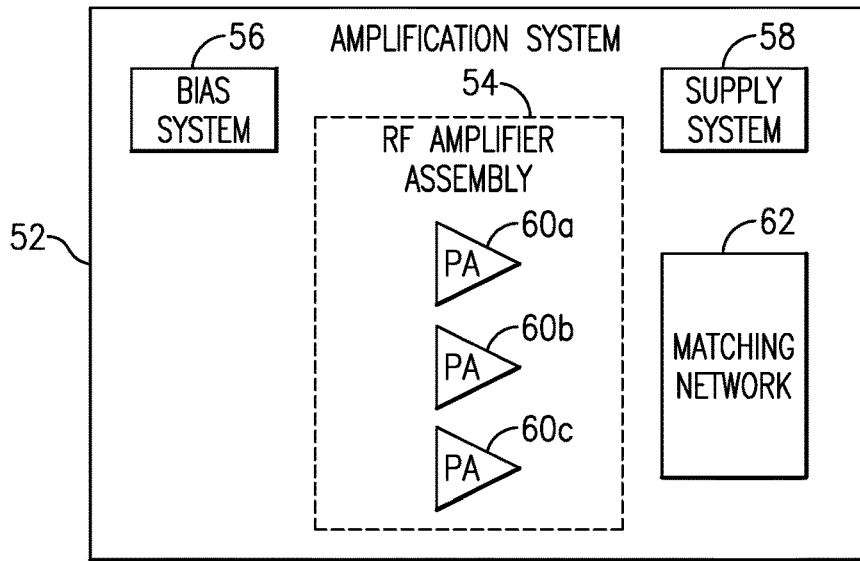 56
AMPLIFICATION SYSTEM
58
BIAS
SYSTEM
54
SUPPLY
SYSTEM
RF AMPLIFIER
ASSEMBLY
52
60a
PA
62
60b
PA
MATCHING
NETWORK
60c
PA